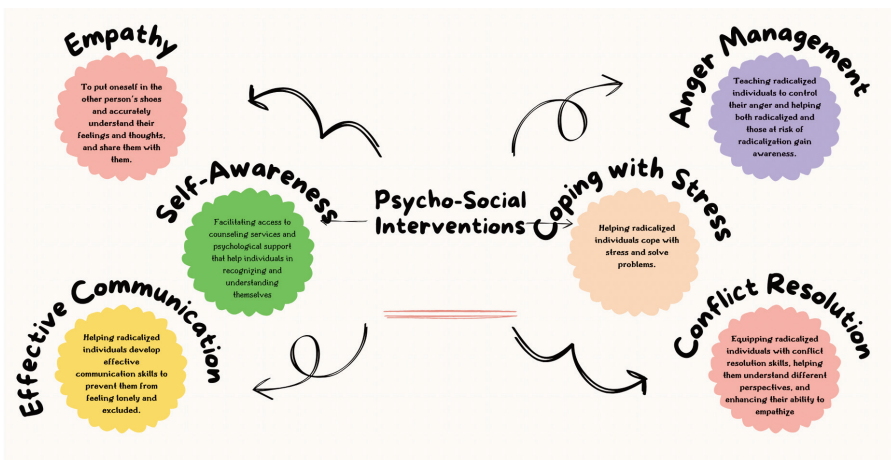 Empathy
To put oneself in the
other person's shoes
and accurately
understand their
feelings and thoughts,
and share them with
them.
Self-Awareness
Facilitating access to
counseling services and
psychological support
that help individuals in
recognizing and
understanding
themselves
Effective Communication
Helping radicalized
individuals develop
effective
communication skills to
prevent them from
feeling lonely and
excluded.
Psycho-Social
Interventions
Anger Management
Teaching radicalized
individuals to control
their anger and helping
both radicalized and
those at risk of
radicalization gain
awareness.
Coping with Stress
Helping radicalized
individuals cope with
stress and solve
problems.
Conflict Resolution
Equipping radicalized
individuals with conflict
resolution skills, helping
them understand different
perspectives, and
enhancing their ability to
empathize